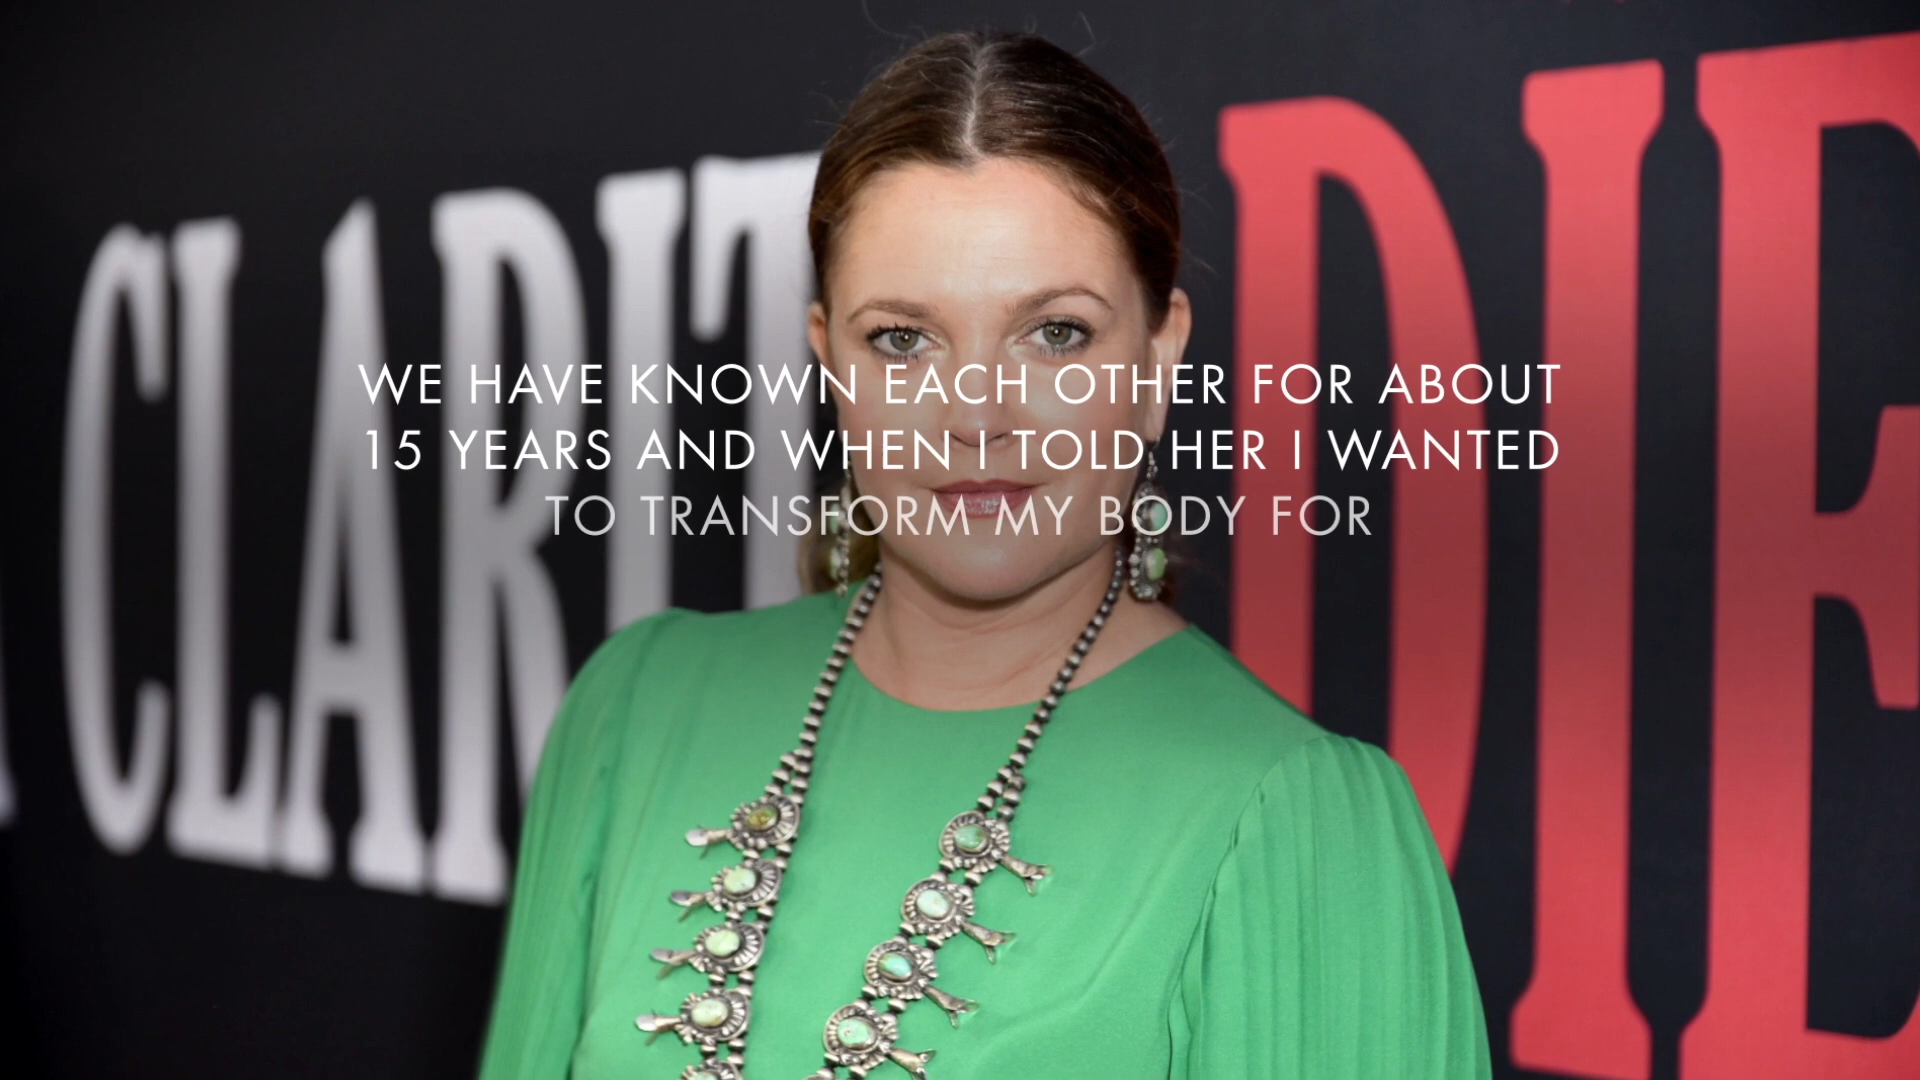 CLARIT
DIE
WE HAVE KNOWN EACH OTHER FOR ABOUT
15 YEARS AND WHEN I TOLD HER I WANTED
TO TRANSFORM MY BODY FOR